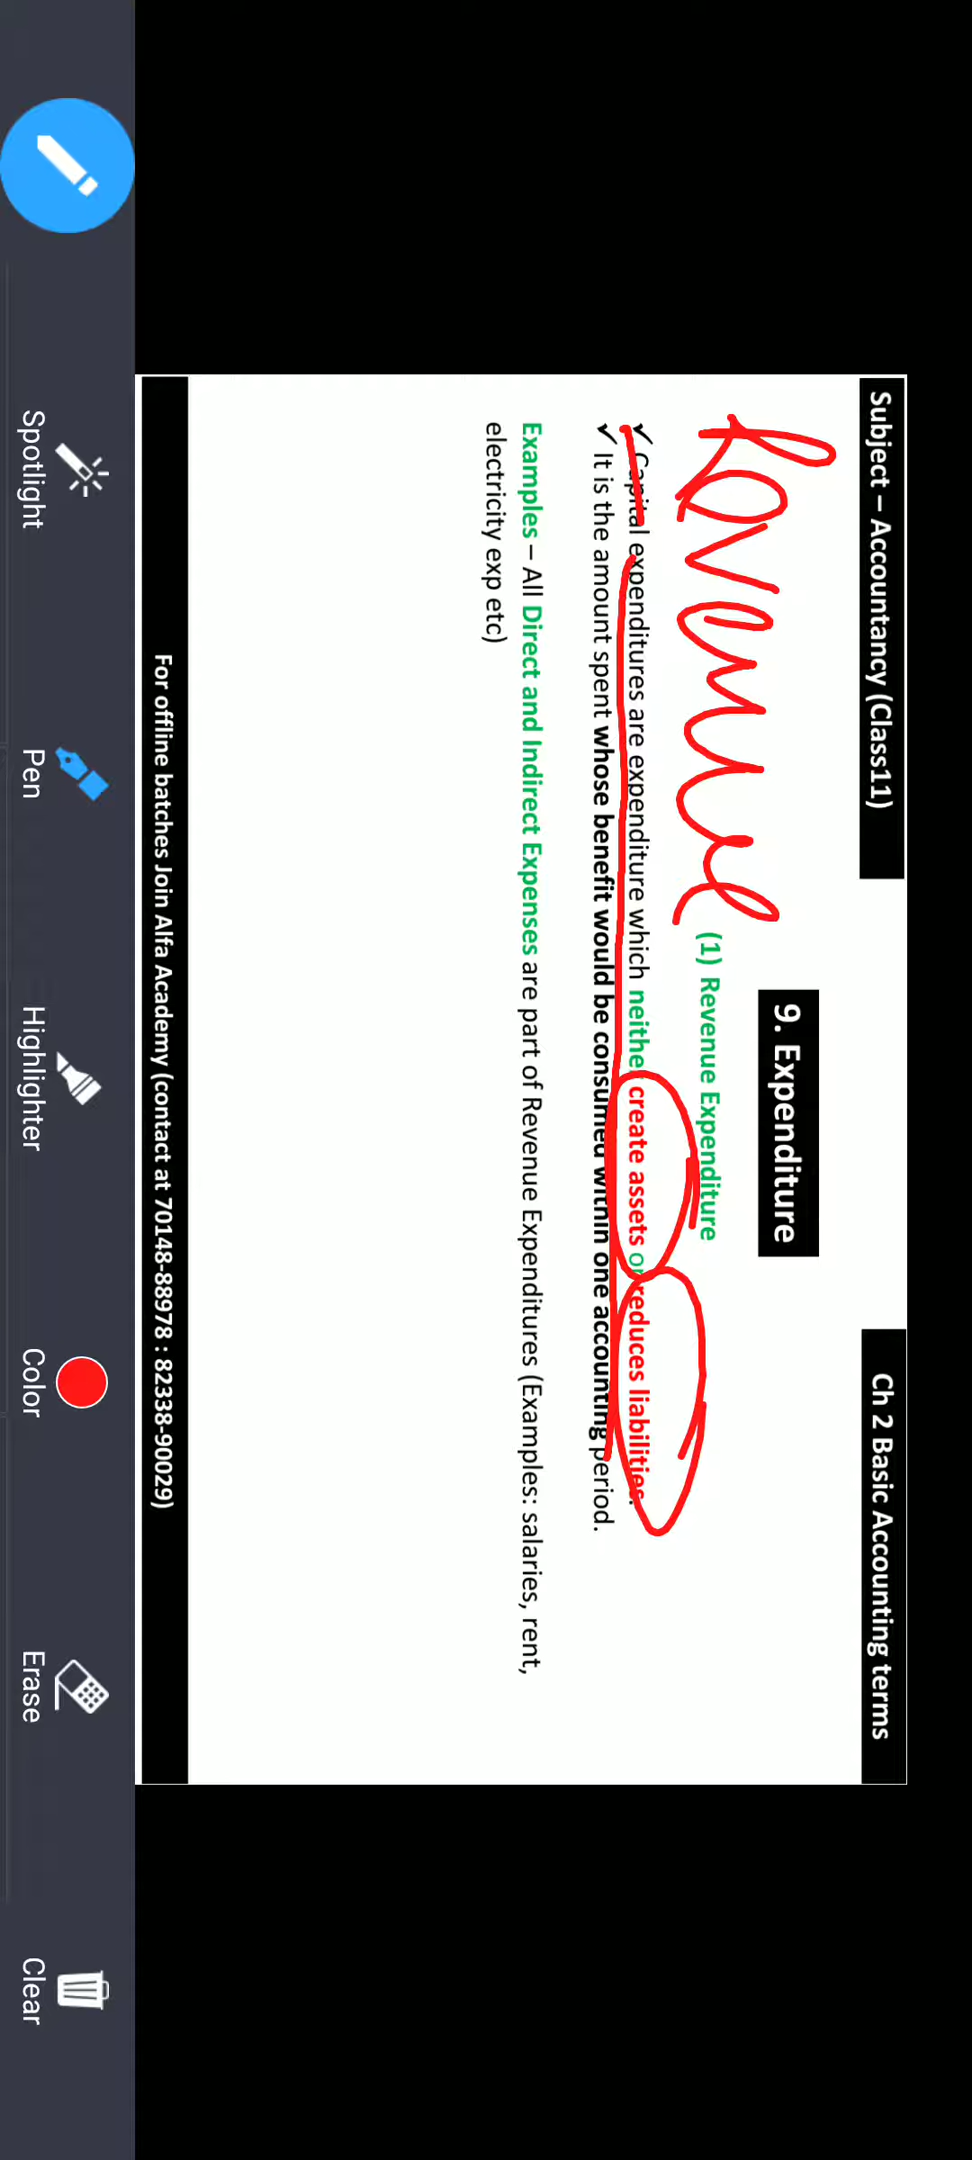 Subject – Accountancy (Class11)
Ch 2 Basic Accounting terms
9. Expenditure
Revenue
(1) Revenue Expenditure
✓ Capital expenditures are expenditure which neither create assets or reduces liabilities.
✓ It is the amount spent whose benefit would be consumed within one accounting period.
Examples – All Direct and Indirect Expenses are part of Revenue Expenditures (Examples: salaries, rent,
electricity exp etc)
For offline batches Join Alfa Academy (contact at 70148-88978 : 82338-90029)
Spotlight
Pen
Highlighter
Color
Erase
Clear